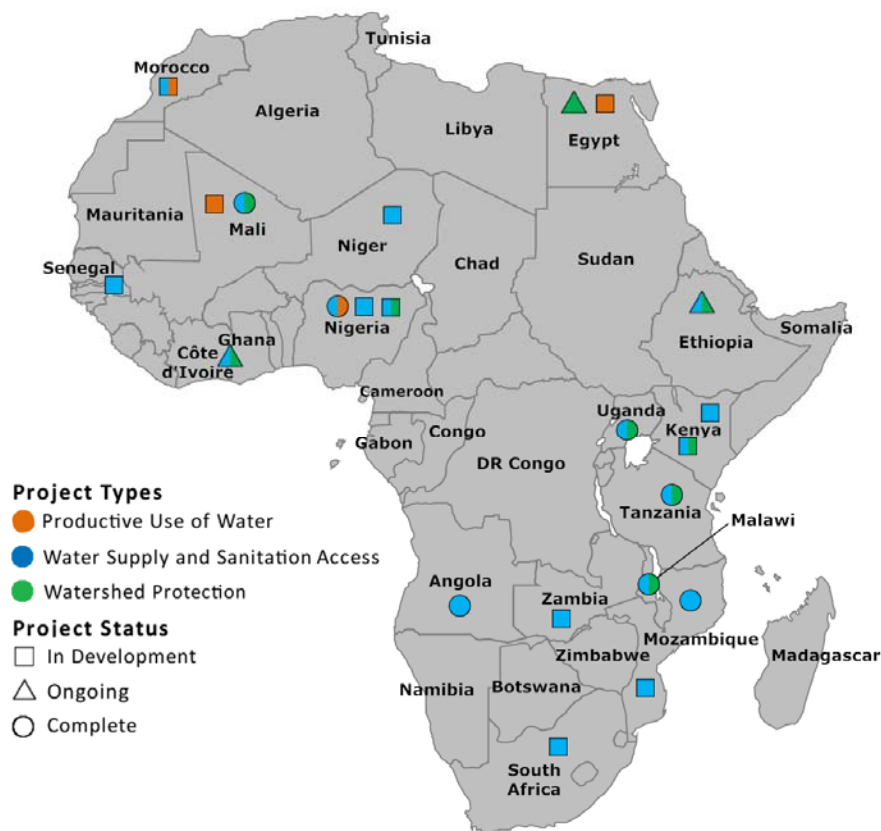 Tunisia
Morocco
Algeria
Libya
Egypt
Mauritania
Mali
Niger
Chad
Sudan
Senegal
Nigeria
Ethiopia
Somalia
Ghana
Côte
d'Ivoire
Cameroon
Uganda
Kenya
Gabon
Congo
DR Congo
Tanzania
Malawi
Angola
Zambia
Mozambique
Zimbabwe
Madagascar
Namibia
Botswana
South
Africa
Project Types
Productive Use of Water
Water Supply and Sanitation Access
Watershed Protection
Project Status
In Development
Ongoing
Complete